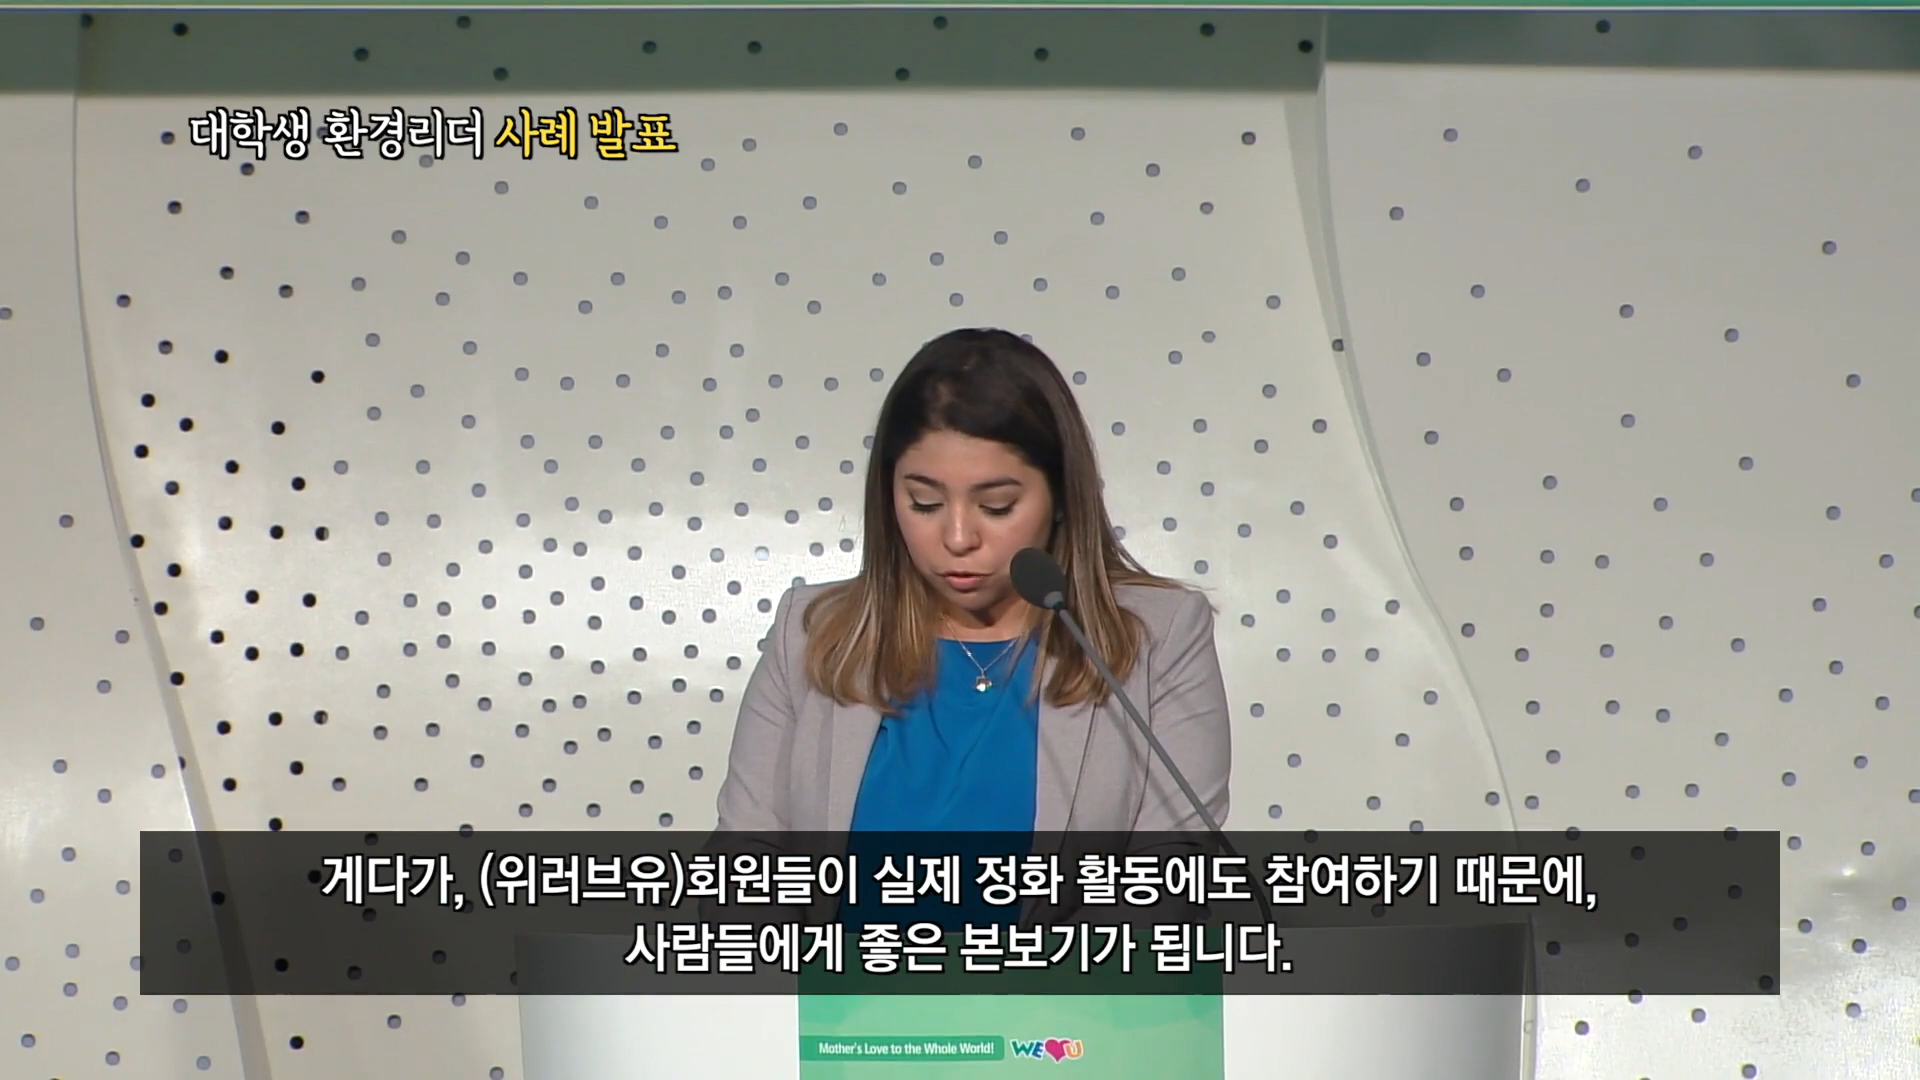 대학생 환경리더 사례 발표
게다가, (위러브유)회원들이 실제 정화 활동에도 참여하기 때문에,
사람들에게 좋은 본보기가 됩니다.
Mother's Love to the Whole World! WE♥U